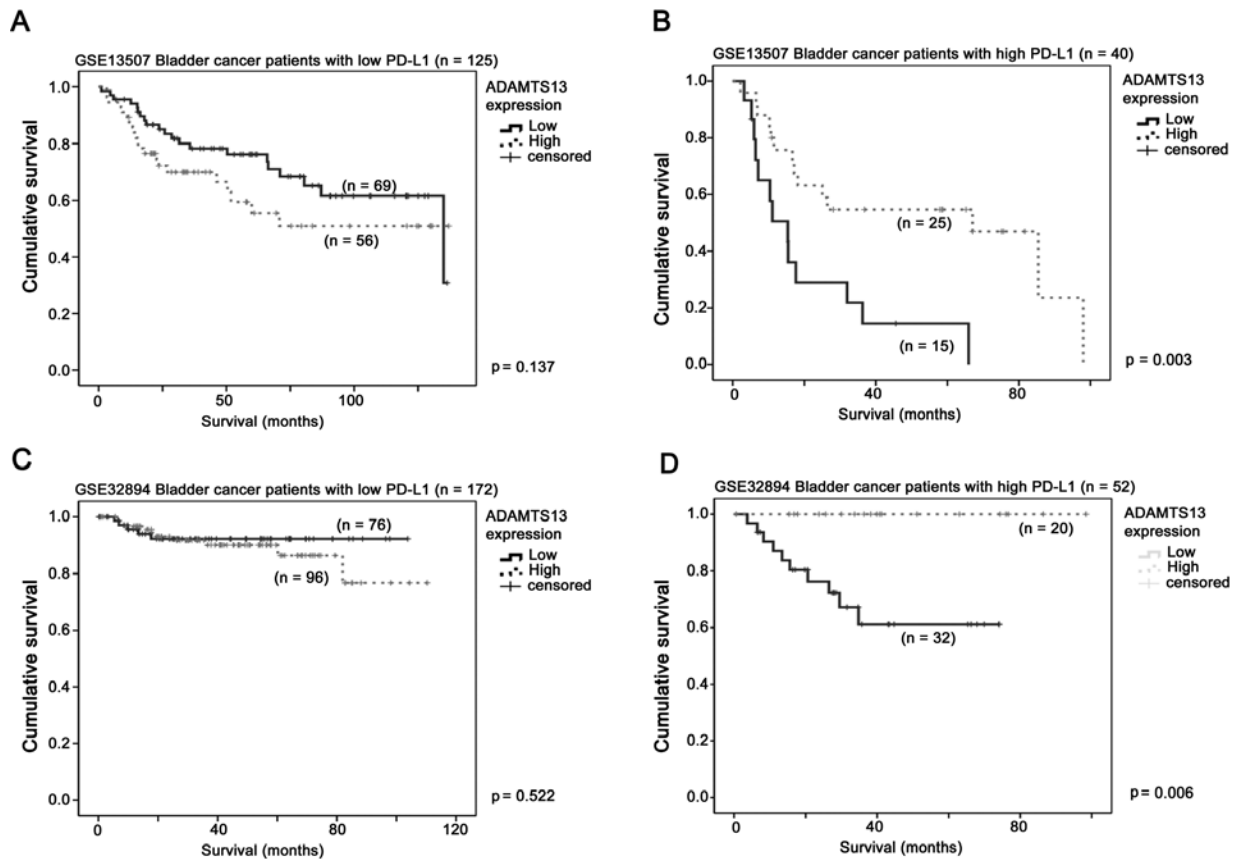 A
GSE13507 Bladder cancer patients with low PD-L1 (n = 125)
ADAMTS13
expression
Low
High
censored
1.0
0.8
0.6
0.4
0.2
0.0
Cumulative survival
(n = 69)
(n = 56)
p = 0.137
0
50
100
Survival (months)
B
GSE13507 Bladder cancer patients with high PD-L1 (n = 40)
ADAMTS13
expression
Low
High
censored
1.0
0.8
0.6
0.4
0.2
0.0
Cumulative survival
(n = 25)
(n = 15)
p = 0.003
0
40
80
Survival (months)
C
GSE32894 Bladder cancer patients with low PD-L1 (n = 172)
ADAMTS13
expression
Low
High
censored
1.0
0.8
0.6
0.4
0.2
0.0
Cumulative survival
(n = 76)
(n = 96)
p = 0.522
0
40
80
120
Survival (months)
D
GSE32894 Bladder cancer patients with high PD-L1 (n = 52)
ADAMTS13
expression
Low
High
censored
1.0
0.8
0.6
0.4
0.2
0.0
Cumulative survival
(n = 20)
(n = 32)
p = 0.006
0
40
80
Survival (months)